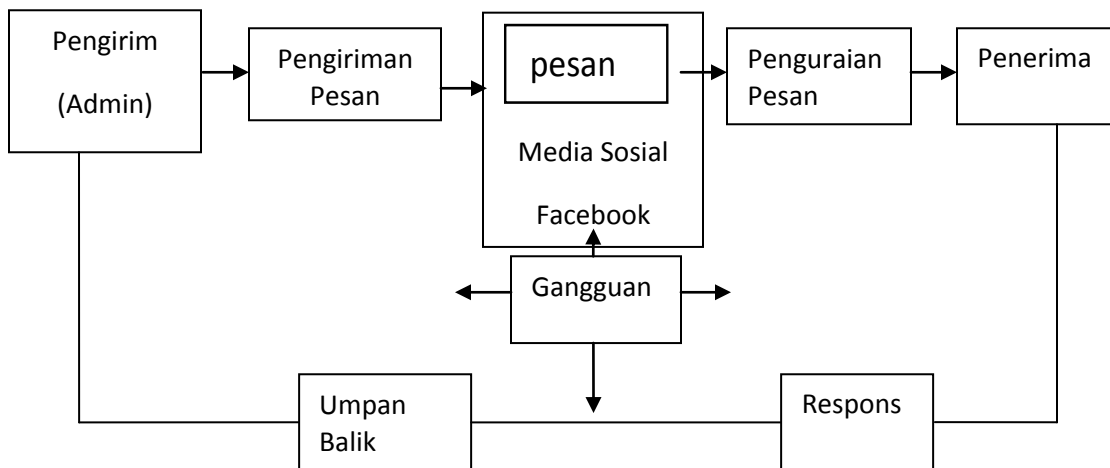 Pengirim
(Admin)
Pengiriman
Pesan
pesan
Media Sosial
Facebook
Penguraian
Pesan
Penerima
Gangguan
Umpan
Balik
Respons